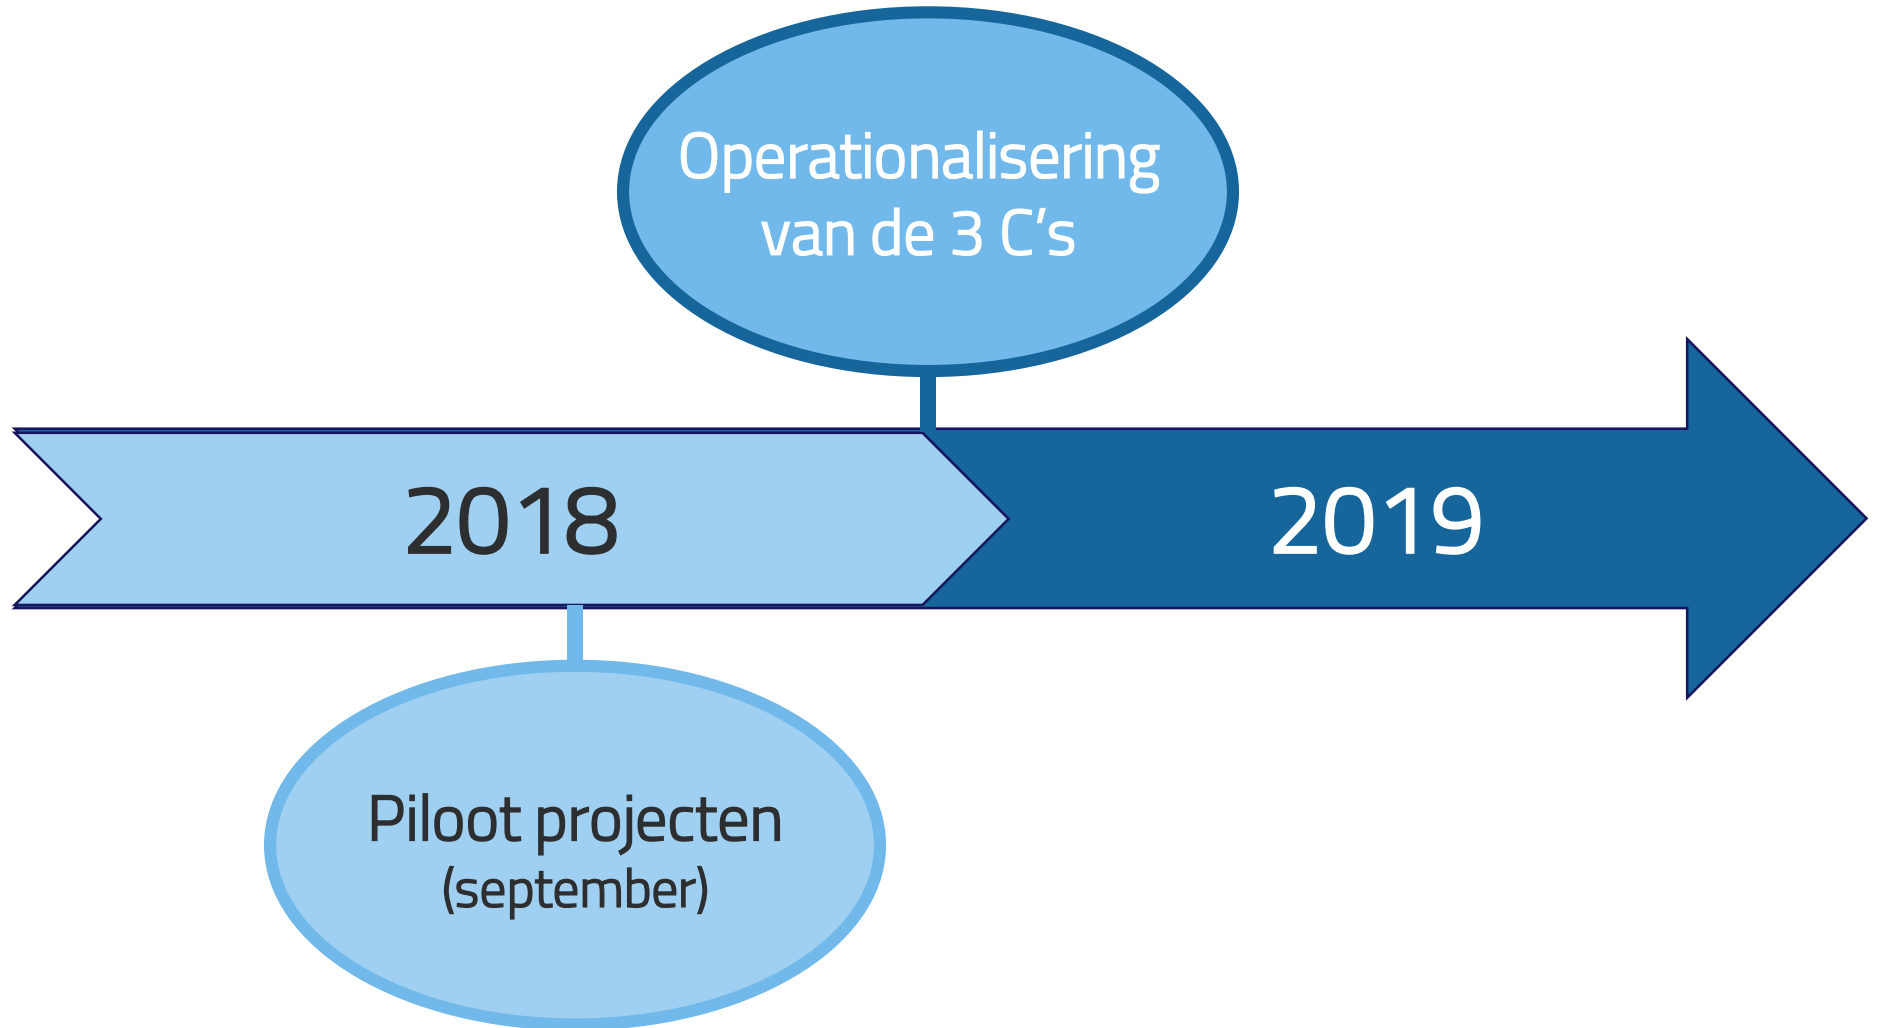 Operationalisering
van de 3 C's
2018
2019
Piloot projecten
(september)